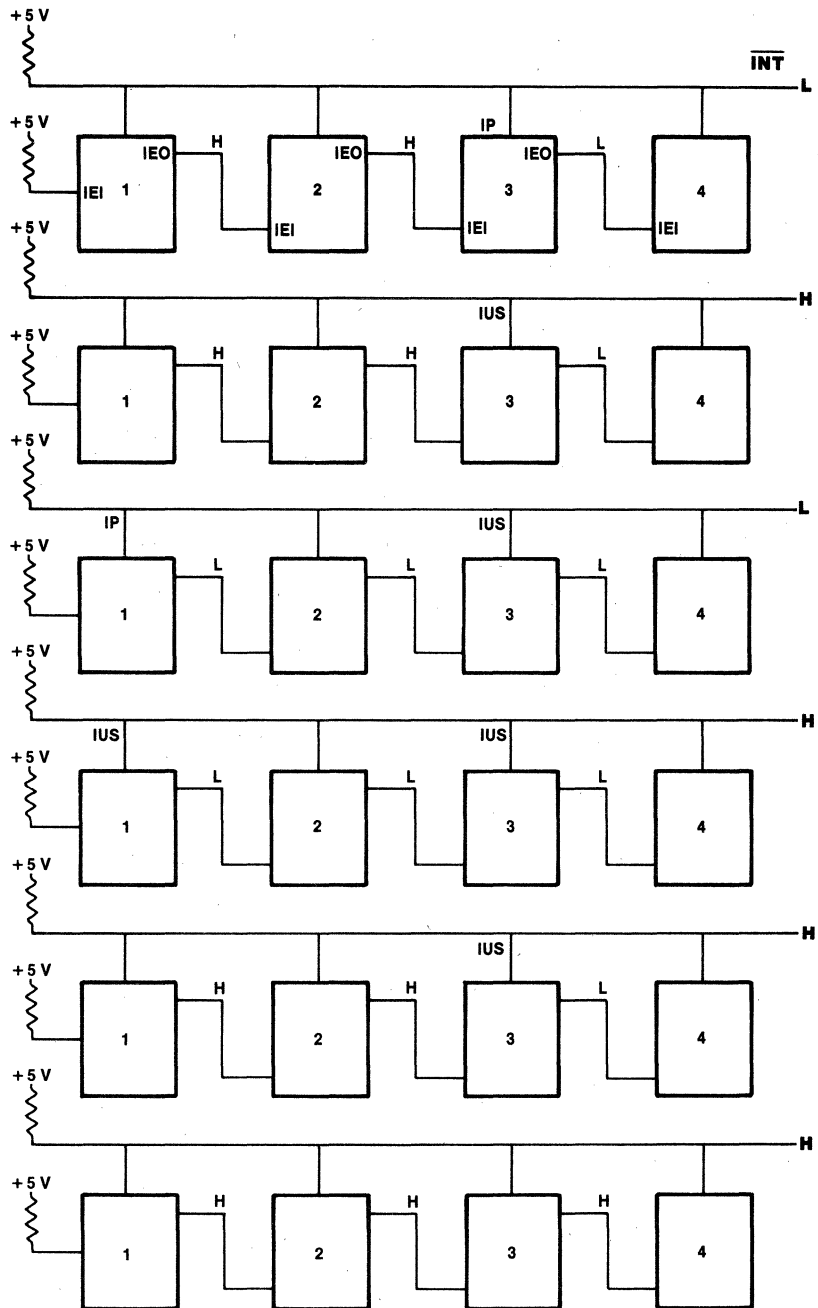 +5 V
INT
L
+5 V
IP
IEO H IEO H IEO L
1 2 3 4
IEI IEI IEI IEI
+5 V
H
+5 V
IUS
H H L
1 2 3 4
+5 V
L
+5 V
IP IUS
L L L
1 2 3 4
+5 V
H
+5 V
IUS IUS
L L L
1 2 3 4
+5 V
H
+5 V
IUS
H H L
1 2 3 4
+5 V
H
+5 V
H H H
1 2 3 4